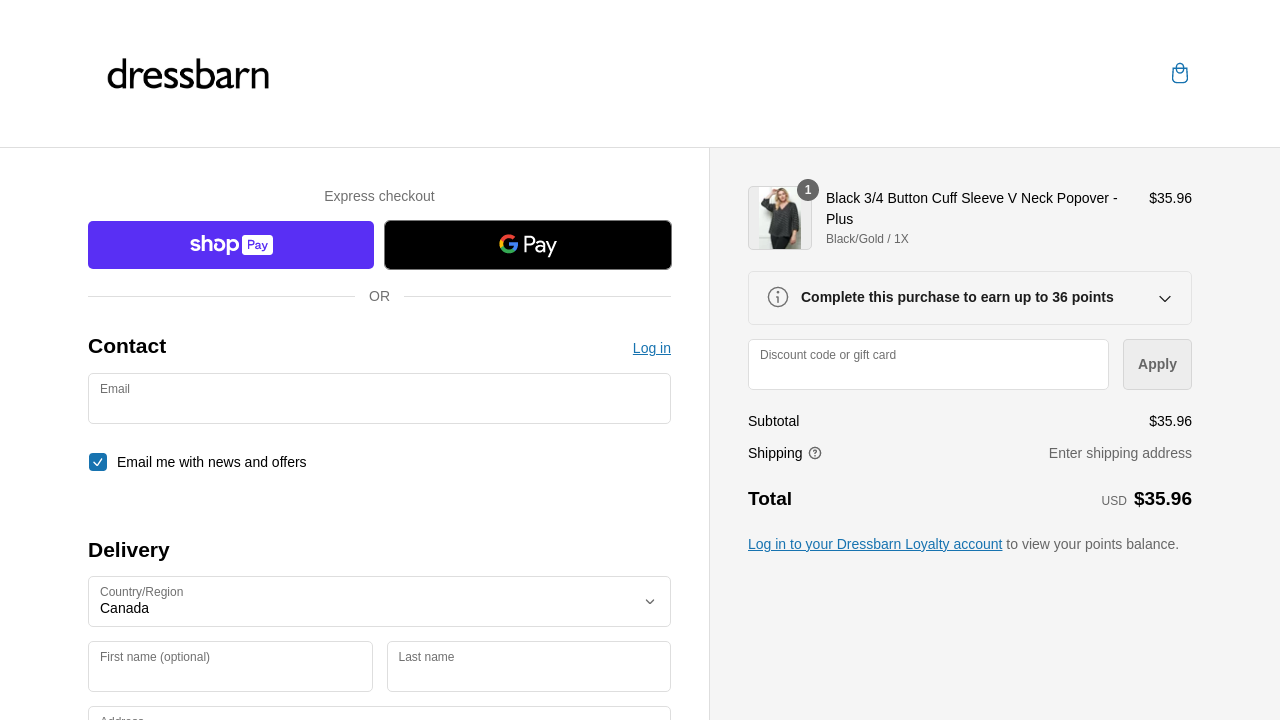 dressbarn
Express checkout
shop Pay
G Pay
OR
Contact
Log in
Email
Email me with news and offers
Delivery
Country/Region
Canada
First name (optional)
Last name
Address
1
Black 3/4 Button Cuff Sleeve V Neck Popover -
Plus
$35.96
Black/Gold / 1X
Complete this purchase to earn up to 36 points
Discount code or gift card
Apply
Subtotal
$35.96
Shipping
Enter shipping address
Total
USD $35.96
Log in to your Dressbarn Loyalty account to view your points balance.